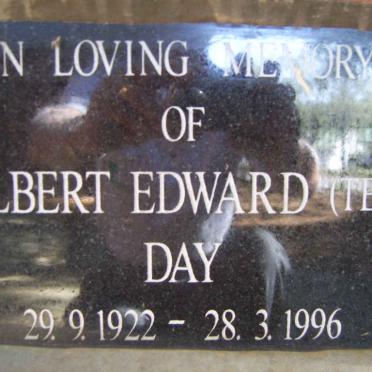 N LOVING MEMORY
OF
LBERT EDWARD (TE
DAY
29. 9. 1922 - 28. 3. 1996